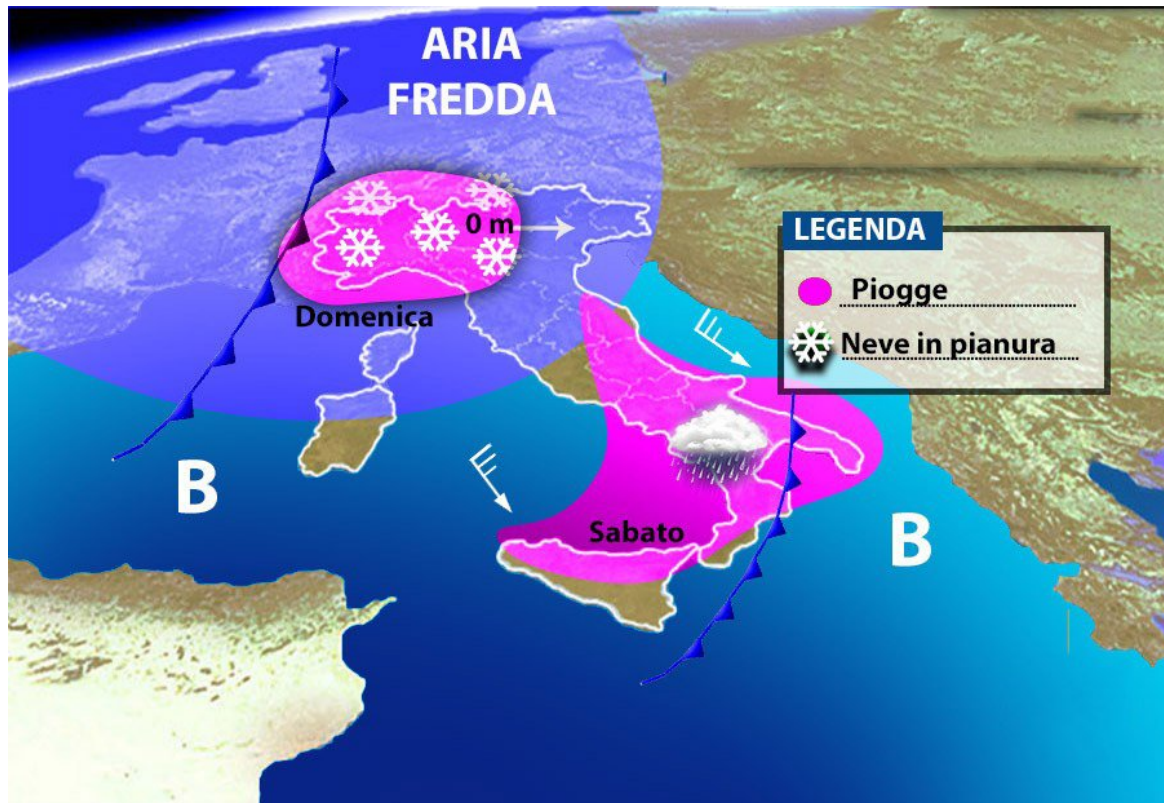 ARIA
FREDDA
0 m
Domenica
LEGENDA
Piogge
Neve in pianura
B
Sabato
B